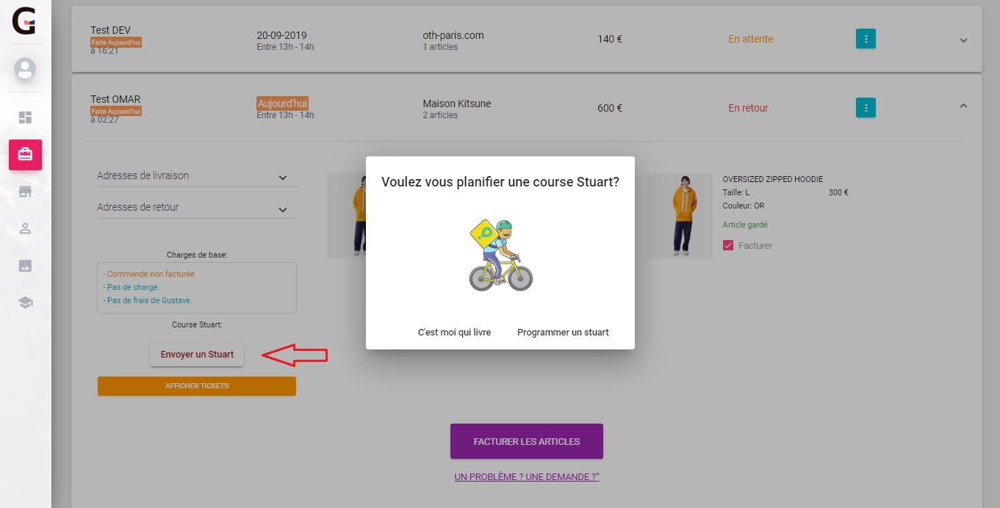 G
Test DEV
Faite Aujourd'hui
à 16:21
20-09-2019
Entre 13h - 14h
oth-paris.com
1 articles
140 €
En attente
Test OMAR
Faite Aujourd'hui
à 02:27
Aujourd'hui
Entre 13h - 14h
Maison Kitsune
2 articles
600 €
En retour
Adresses de livraison
Adresses de retour
Charges de base:
- Commande non facturée
- Pas de charge.
- Pas de frais de Gustave.
Course Stuart:
Envoyer un Stuart
AFFICHER TICKETS
Voulez vous planifier une course Stuart?
C'est moi qui livre
Programmer un stuart
OVERSIZED ZIPPED HOODIE
Taille: L
300 €
Couleur: OR
Article gardé
Facturer
FACTURER LES ARTICLES
UN PROBLÈME ? UNE DEMANDE ?"